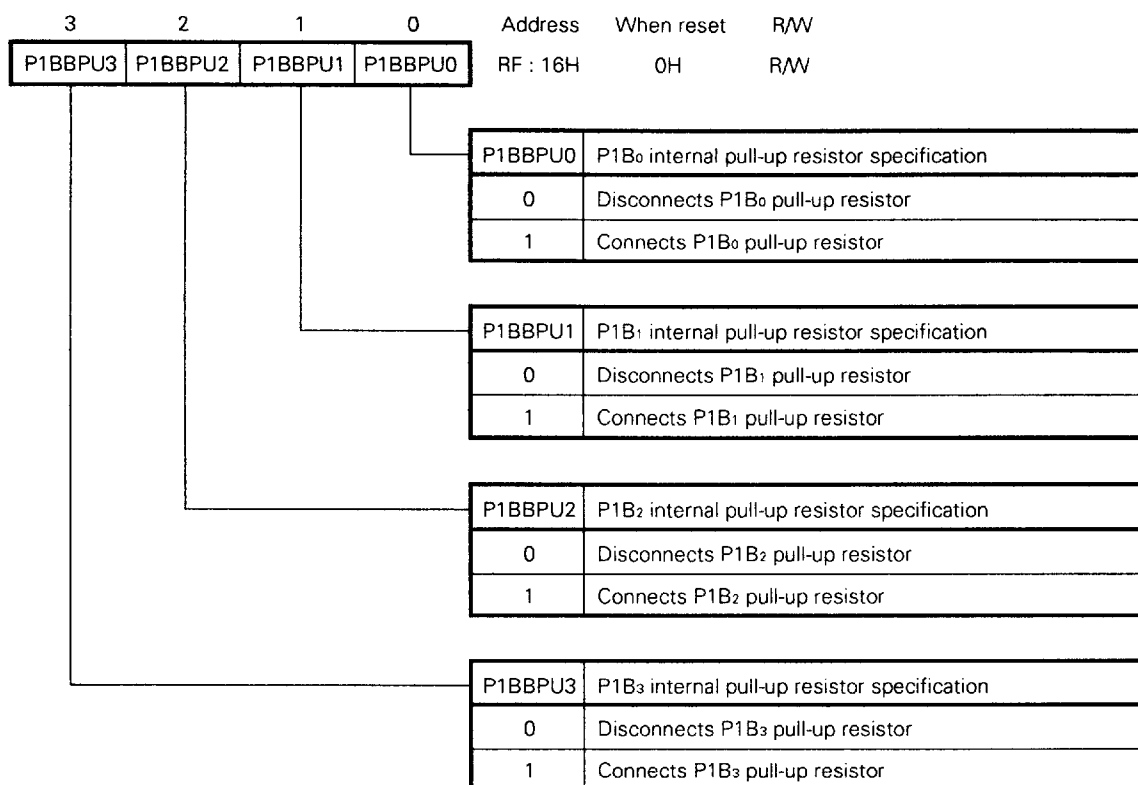 3 2 1 0 Address When reset R/W
P1BBPU3 P1BBPU2 P1BBPU1 P1BBPU0 RF : 16H 0H R/W
P1BBPU0 P1B₀ internal pull-up resistor specification
0 Disconnects P1B₀ pull-up resistor
1 Connects P1B₀ pull-up resistor
P1BBPU1 P1B₁ internal pull-up resistor specification
0 Disconnects P1B₁ pull-up resistor
1 Connects P1B₁ pull-up resistor
P1BBPU2 P1B₂ internal pull-up resistor specification
0 Disconnects P1B₂ pull-up resistor
1 Connects P1B₂ pull-up resistor
P1BBPU3 P1B₃ internal pull-up resistor specification
0 Disconnects P1B₃ pull-up resistor
1 Connects P1B₃ pull-up resistor